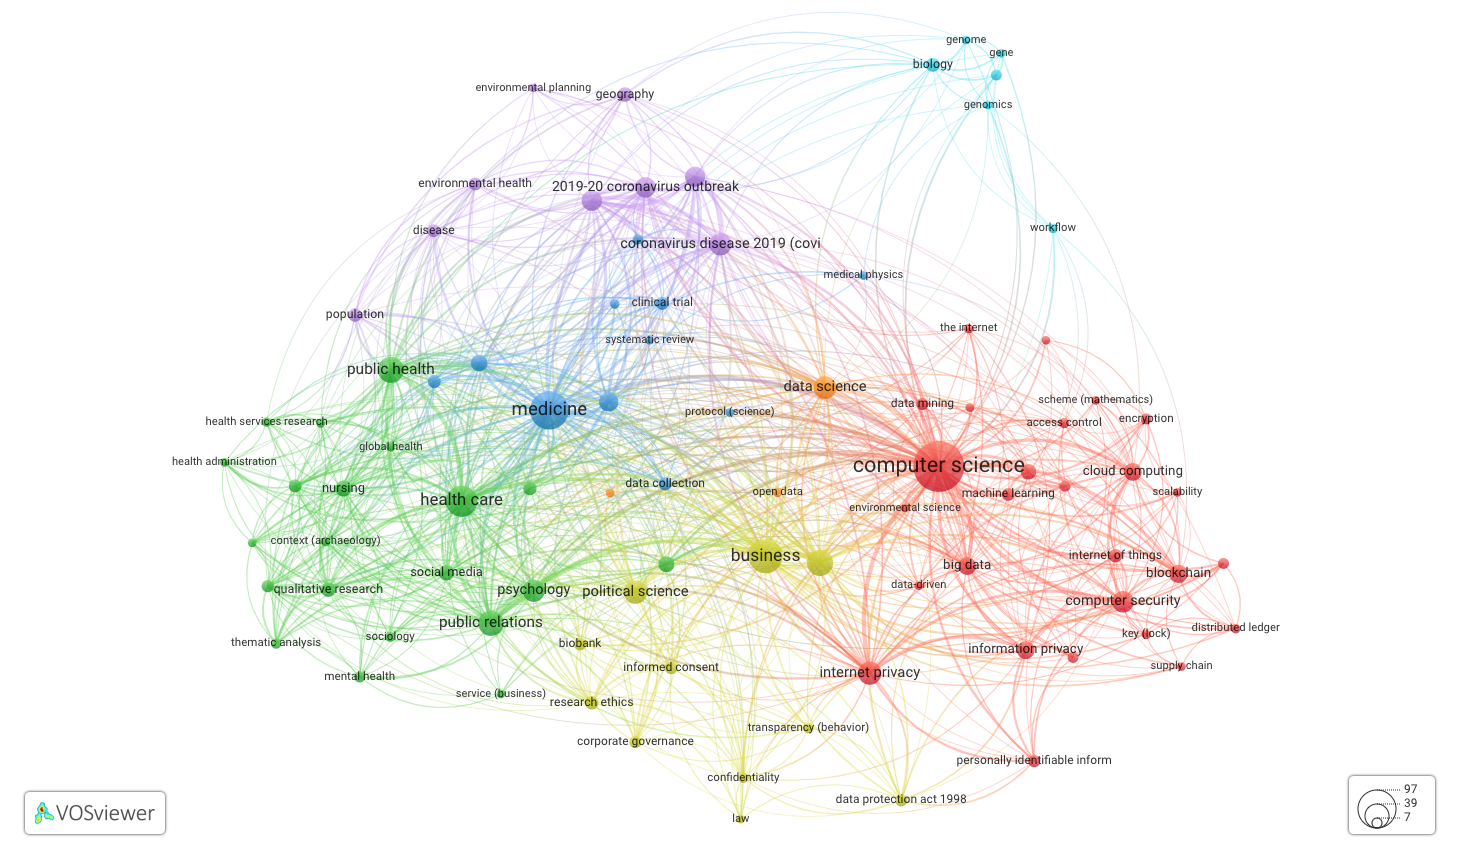 genome
gene
biology
environmental planning
geography
genomics
environmental health
2019-20 coronavirus outbreak
workflow
disease
coronavirus disease 2019 (covi
medical physics
clinical trial
population
the internet
systematic review
public health
data science
scheme (mathematics)
data mining
medicine
protocol (science)
encryption
health services research
access control
global health
health administration
computer science
cloud computing
data collection
nursing
open data
machine learning
scalability
health care
environmental science
context (archaeology)
business
internet of things
big data
social media
blockchain
data-driven
qualitative research
psychology
political science
computer security
public relations
distributed ledger
key (lock)
sociology
thematic analysis
biobank
information privacy
informed consent
supply chain
internet privacy
mental health
service (business)
research ethics
transparency (behavior)
corporate governance
personally identifiable inform
confidentiality
data protection act 1998
law
VOSviewer
97
39
7